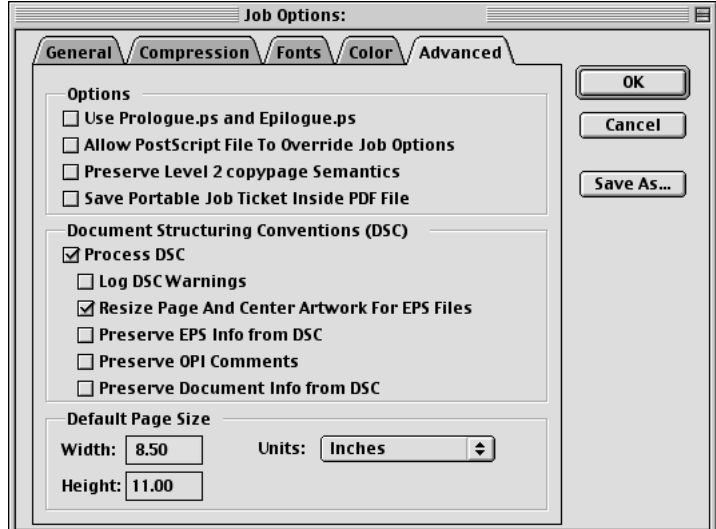 Job Options:
General Compression Fonts Color Advanced
OK
Cancel
Save As...
Options
Use Prologue.ps and Epilogue.ps
Allow PostScript File To Override Job Options
Preserve Level 2 copypage Semantics
Save Portable Job Ticket Inside PDF File
Document Structuring Conventions (DSC)
Process DSC
Log DSC Warnings
Resize Page And Center Artwork For EPS Files
Preserve EPS Info from DSC
Preserve OPI Comments
Preserve Document Info from DSC
Default Page Size
Width: 8.50 Units: Inches
Height: 11.00